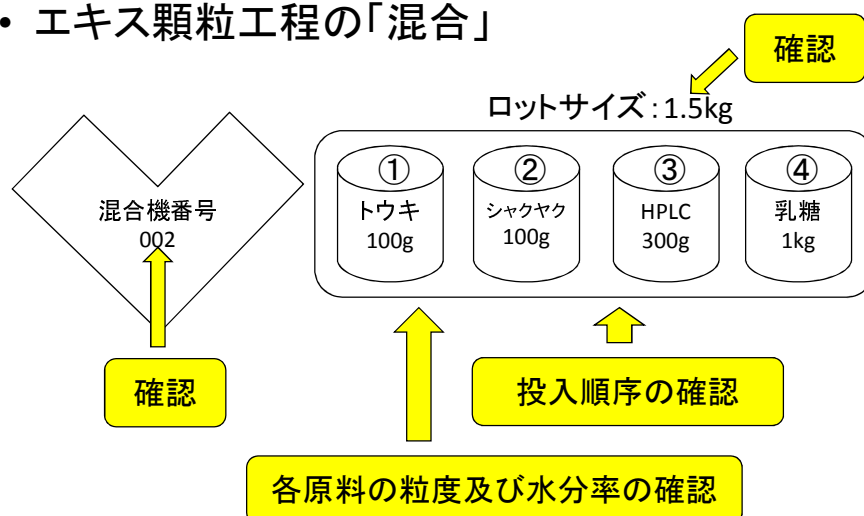 • エキス顆粒工程の「混合」
確認
ロットサイズ：1.5kg
混合機番号
002
①
トウキ
100g
②
シャクヤク
100g
③
HPLC
300g
④
乳糖
1kg
確認
投入順序の確認
各原料の粒度及び水分率の確認